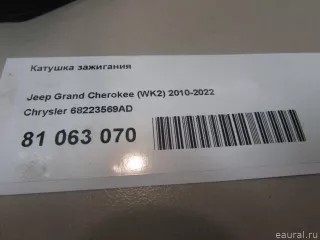 Катушка зажигания
Jeep Grand Cherokee (WK2) 2010-2022
Chrysler 68223569AD
81 063 070
eaural.ru